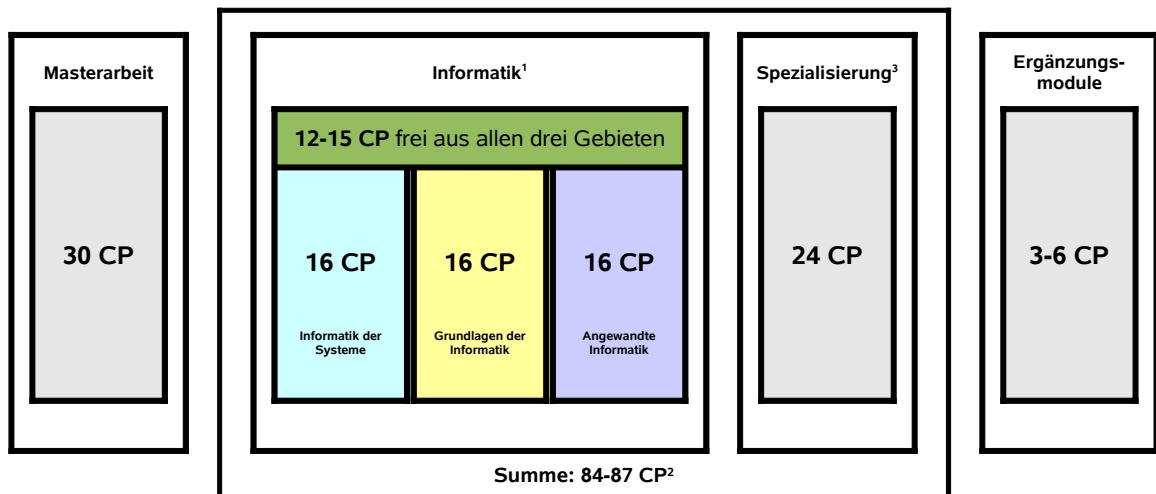 Masterarbeit
30 CP
Informatik¹
12-15 CP frei aus allen drei Gebieten
16 CP
Informatik der
Systeme
16 CP
Grundlagen der
Informatik
16 CP
Angewandte
Informatik
Spezialisierung³
24 CP
Ergänzungs-
module
3-6 CP
Summe: 84-87 CP²